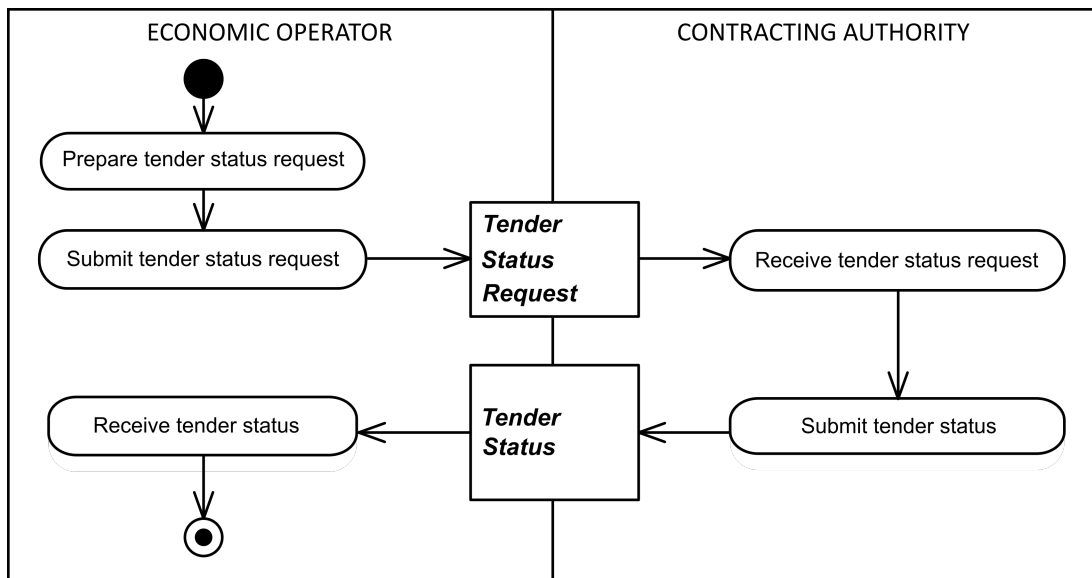 ECONOMIC OPERATOR
CONTRACTING AUTHORITY
Prepare tender status request
Submit tender status request
Tender
Status
Request
Receive tender status request
Receive tender status
Tender
Status
Submit tender status